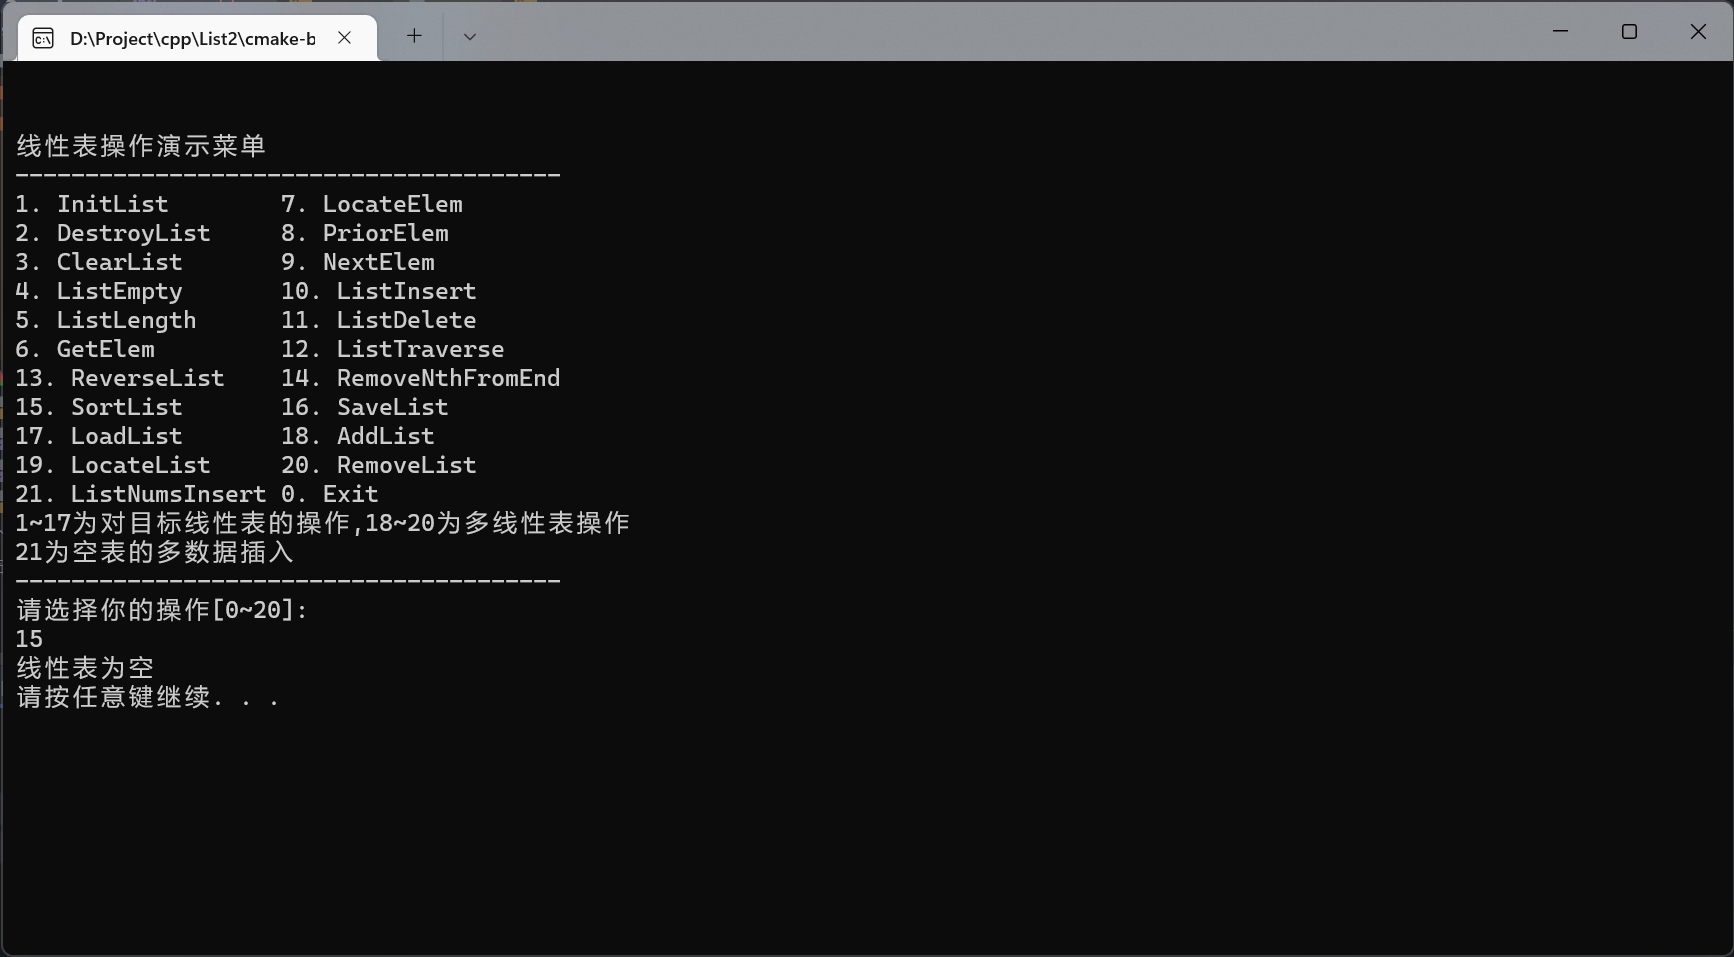 D:\Project\cpp\List2\cmake-b
线性表操作演示菜单
---------------------------------------
1. InitList        7. LocateElem
2. DestroyList     8. PriorElem
3. ClearList       9. NextElem
4. ListEmpty       10. ListInsert
5. ListLength      11. ListDelete
6. GetElem         12. ListTraverse
13. ReverseList    14. RemoveNthFromEnd
15. SortList       16. SaveList
17. LoadList       18. AddList
19. LocateList     20. RemoveList
21. ListNumsInsert 0. Exit
1~17为对目标线性表的操作,18~20为多线性表操作
21为空表的多数据插入
---------------------------------------
请选择你的操作[0~20]:
15
线性表为空
请按任意键继续. . .